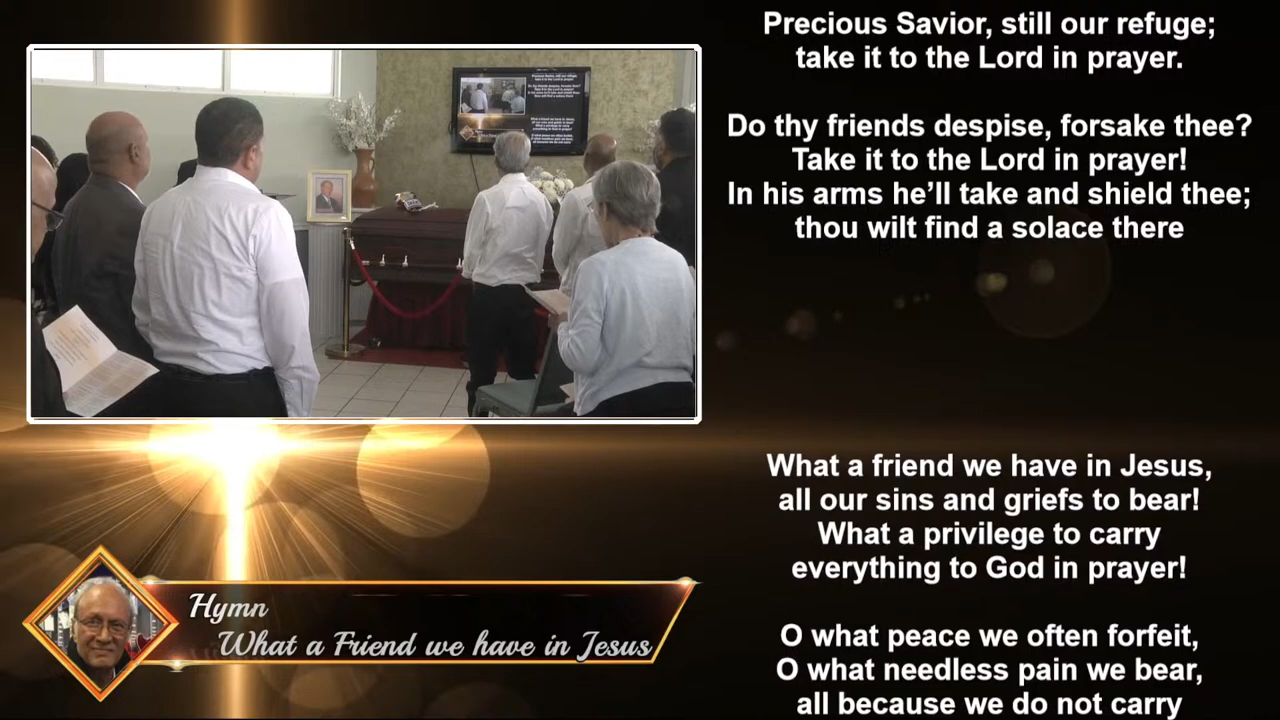 Precious Savior, still our refuge;
take it to the Lord in prayer.
Do thy friends despise, forsake thee?
Take it to the Lord in prayer!
In his arms he'll take and shield thee;
thou wilt find a solace there
What a friend we have in Jesus,
all our sins and griefs to bear!
What a privilege to carry
everything to God in prayer!
O what peace we often forfeit,
O what needless pain we bear,
all because we do not carry
Hymn
What a Friend we have in Jesus